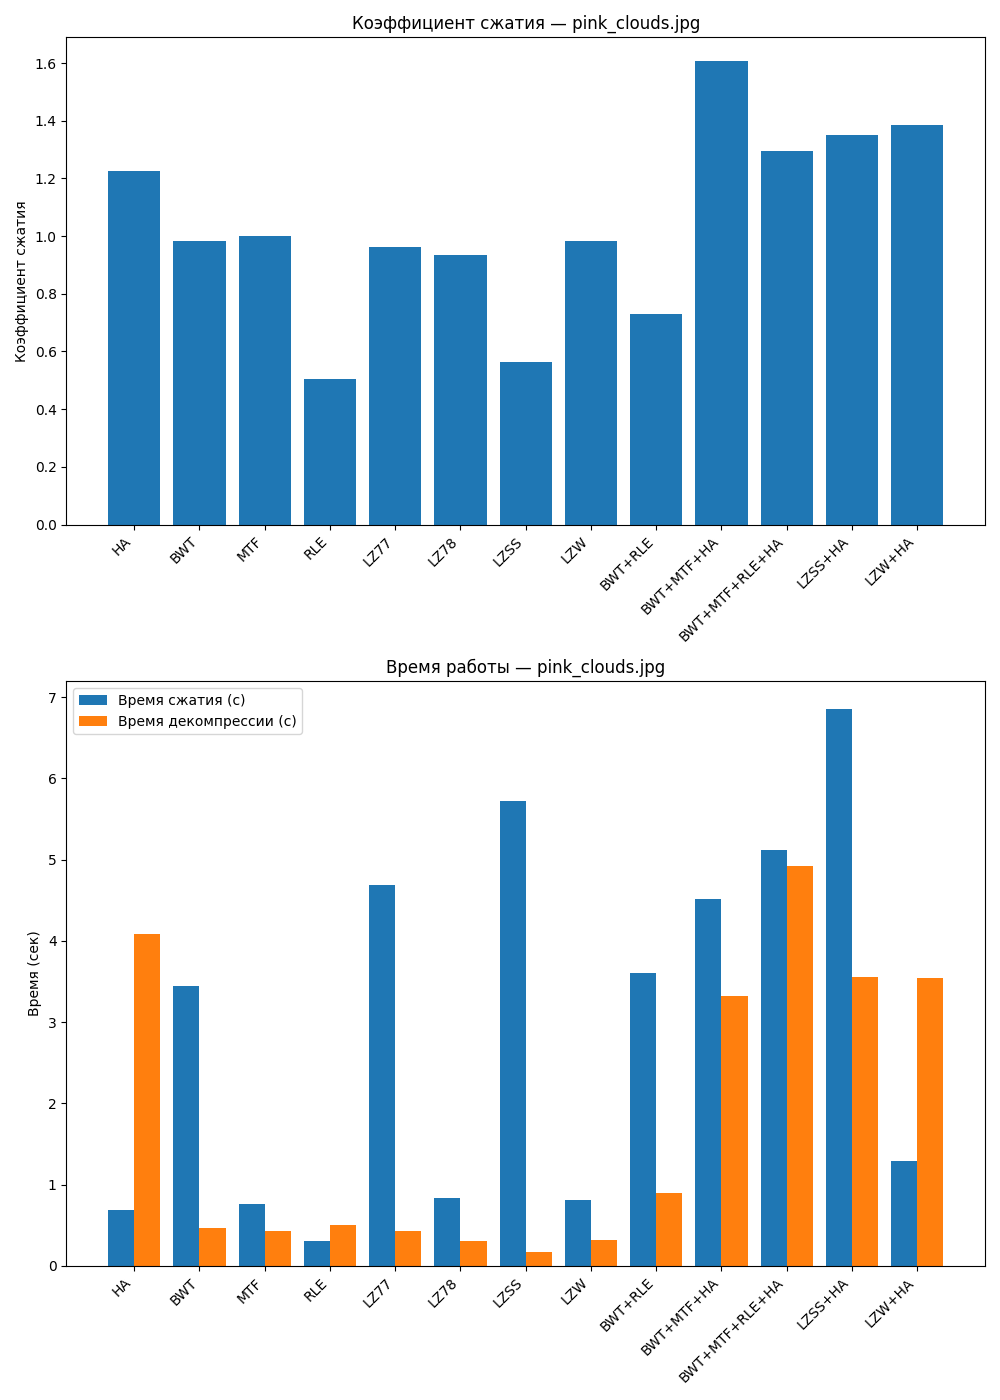 Коэффициент сжатия — pink_clouds.jpg
Коэффициент сжатия
1.6
1.4
1.2
1.0
0.8
0.6
0.4
0.2
0.0
HA
BWT
MTF
RLE
LZ77
LZ78
LZSS
LZW
BWT+RLE
BWT+MTF+HA
BWT+MTF+RLE+HA
LZSS+HA
LZW+HA
Время работы — pink_clouds.jpg
Время сжатия (с)
Время декомпрессии (с)
Время (сек)
7
6
5
4
3
2
1
0
HA
BWT
MTF
RLE
LZ77
LZ78
LZSS
LZW
BWT+RLE
BWT+MTF+HA
BWT+MTF+RLE+HA
LZSS+HA
LZW+HA